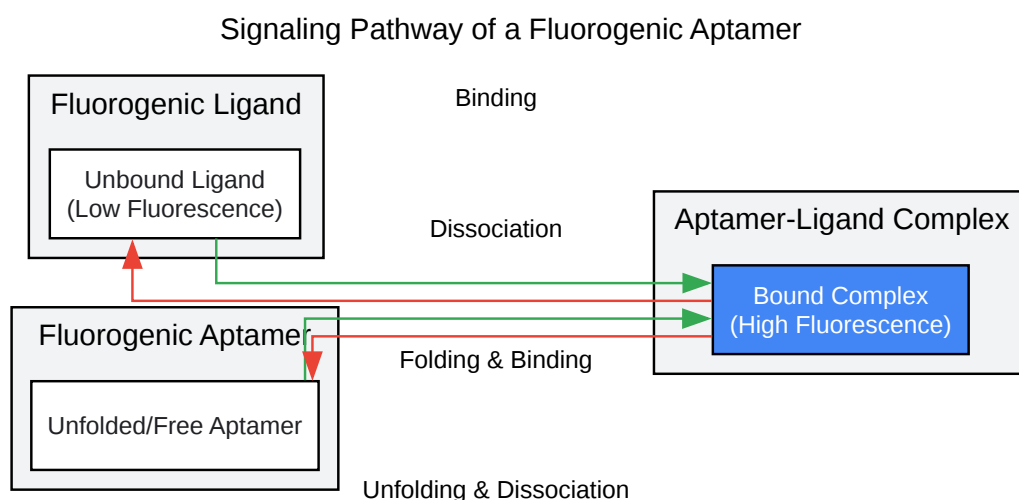 Signaling Pathway of a Fluorogenic Aptamer
Fluorogenic Ligand
Binding
Unbound Ligand
(Low Fluorescence)
Dissociation
Aptamer-Ligand Complex
Bound Complex
(High Fluorescence)
Fluorogenic Aptamer
Folding & Binding
Unfolded/Free Aptamer
Unfolding & Dissociation